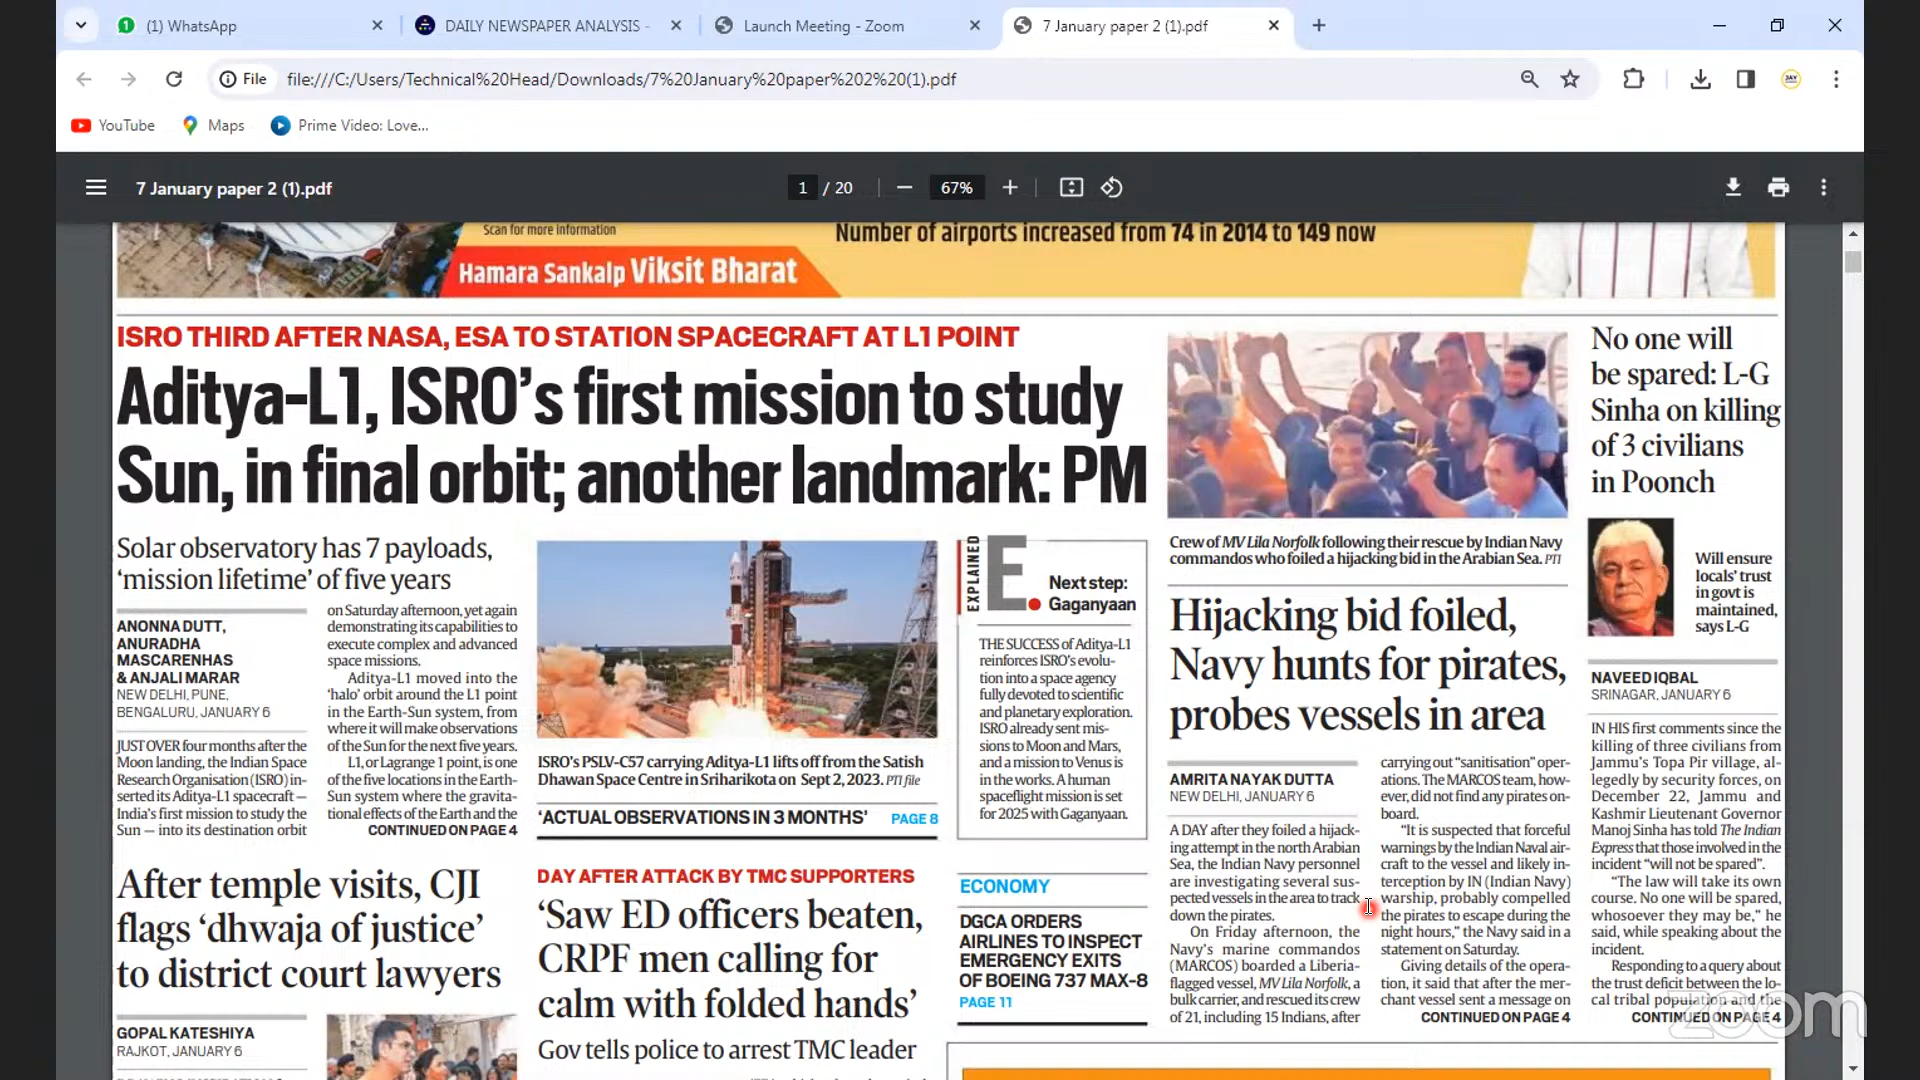 (1) WhatsApp
DAILY NEWSPAPER ANALYSIS -
Launch Meeting - Zoom
7 January paper 2 (1).pdf
File
file:///C:/Users/Technical%20Head/Downloads/7%20January%20paper%202%20(1).pdf
YouTube
Maps
Prime Video: Love...
7 January paper 2 (1).pdf
1 / 20
67%
Scan for more information
Hamara Sankalp Viksit Bharat
Number of airports increased from 74 in 2014 to 149 now
ISRO THIRD AFTER NASA, ESA TO STATION SPACECRAFT AT L1 POINT
Aditya-L1, ISRO's first mission to study
Sun, in final orbit; another landmark: PM
Solar observatory has 7 payloads,
'mission lifetime' of five years
ANONNA DUTT,
ANURADHA
MASCARENHAS
& ANJALI MARAR
NEW DELHI, PUNE,
BENGALURU, JANUARY 6
JUST OVER four months after the
Moon landing, the Indian Space
Research Organisation (ISRO) in-
serted its Aditya-L1 spacecraft —
India's first mission to study the
Sun — into its destination orbit
on Saturday afternoon, yet again
demonstrating its capabilities to
execute complex and advanced
space missions.
Aditya-L1 moved into the
'halo' orbit around the L1 point
in the Earth-Sun system, from
where it will make observations
of the Sun for the next five years.
L1, or Lagrange 1 point, is one
of the five locations in the Earth-
Sun system where the gravita-
tional effects of the Earth and the
CONTINUED ON PAGE 4
ISRO's PSLV-C57 carrying Aditya-L1 lifts off from the Satish
Dhawan Space Centre in Sriharikota on Sept 2, 2023. PTI file
'ACTUAL OBSERVATIONS IN 3 MONTHS' PAGE 8
EXPLAINED
E.
Next step:
Gaganyaan
THE SUCCESS of Aditya-L1
reinforces ISRO's evolu-
tion into a space agency
fully devoted to scientific
and planetary exploration.
ISRO already sent mis-
sions to Moon and Mars,
and a mission to Venus is
in the works. A human
spaceflight mission is set
for 2025 with Gaganyaan.
Crew of MV Lila Norfolk following their rescue by Indian Navy
commandos who foiled a hijacking bid in the Arabian Sea. PTI
Hijacking bid foiled,
Navy hunts for pirates,
probes vessels in area
AMRITA NAYAK DUTTA
NEW DELHI, JANUARY 6
A DAY after they foiled a hijack-
ing attempt in the north Arabian
Sea, the Indian Navy personnel
are investigating several sus-
pected vessels in the area to track
down the pirates.
On Friday afternoon, the
Navy's marine commandos
(MARCOS) boarded a Liberia-
flagged vessel, MV Lila Norfolk, a
bulk carrier, and rescued its crew
of 21, including 15 Indians, after
carrying out "sanitisation" oper-
ations. The MARCOS team, how-
ever, did not find any pirates on-
board.
"It is suspected that forceful
warnings by the Indian Naval air-
craft to the vessel and likely in-
terception by IN (Indian Navy)
warship, probably compelled
the pirates to escape during the
night hours," the Navy said in a
statement on Saturday.
Giving details of the opera-
tion, it said that after the mer-
chant vessel sent a message on
CONTINUED ON PAGE 4
No one will
be spared: L-G
Sinha on killing
of 3 civilians
in Poonch
Will ensure
locals' trust
in govt is
maintained,
says L-G
NAVEED IQBAL
SRINAGAR, JANUARY 6
IN HIS first comments since the
killing of three civilians from
Jammu's Topa Pir village, al-
legedly by security forces, on
December 22, Jammu and
Kashmir Lieutenant Governor
Manoj Sinha has told The Indian
Express that those involved in the
incident "will not be spared".
"The law will take its own
course. No one will be spared,
whosoever they may be," he
said, while speaking about the
incident.
Responding to a query about
the trust deficit between the lo-
cal tribal population and the
CONTINUED ON PAGE 4
After temple visits, CJI
flags 'dhwaja of justice'
to district court lawyers
GOPAL KATESHIYA
RAJKOT, JANUARY 6
DAY AFTER ATTACK BY TMC SUPPORTERS
'Saw ED officers beaten,
CRPF men calling for
calm with folded hands'
Gov tells police to arrest TMC leader
ECONOMY
DGCA ORDERS
AIRLINES TO INSPECT
EMERGENCY EXITS
OF BOEING 737 MAX-8
PAGE 11
zoom